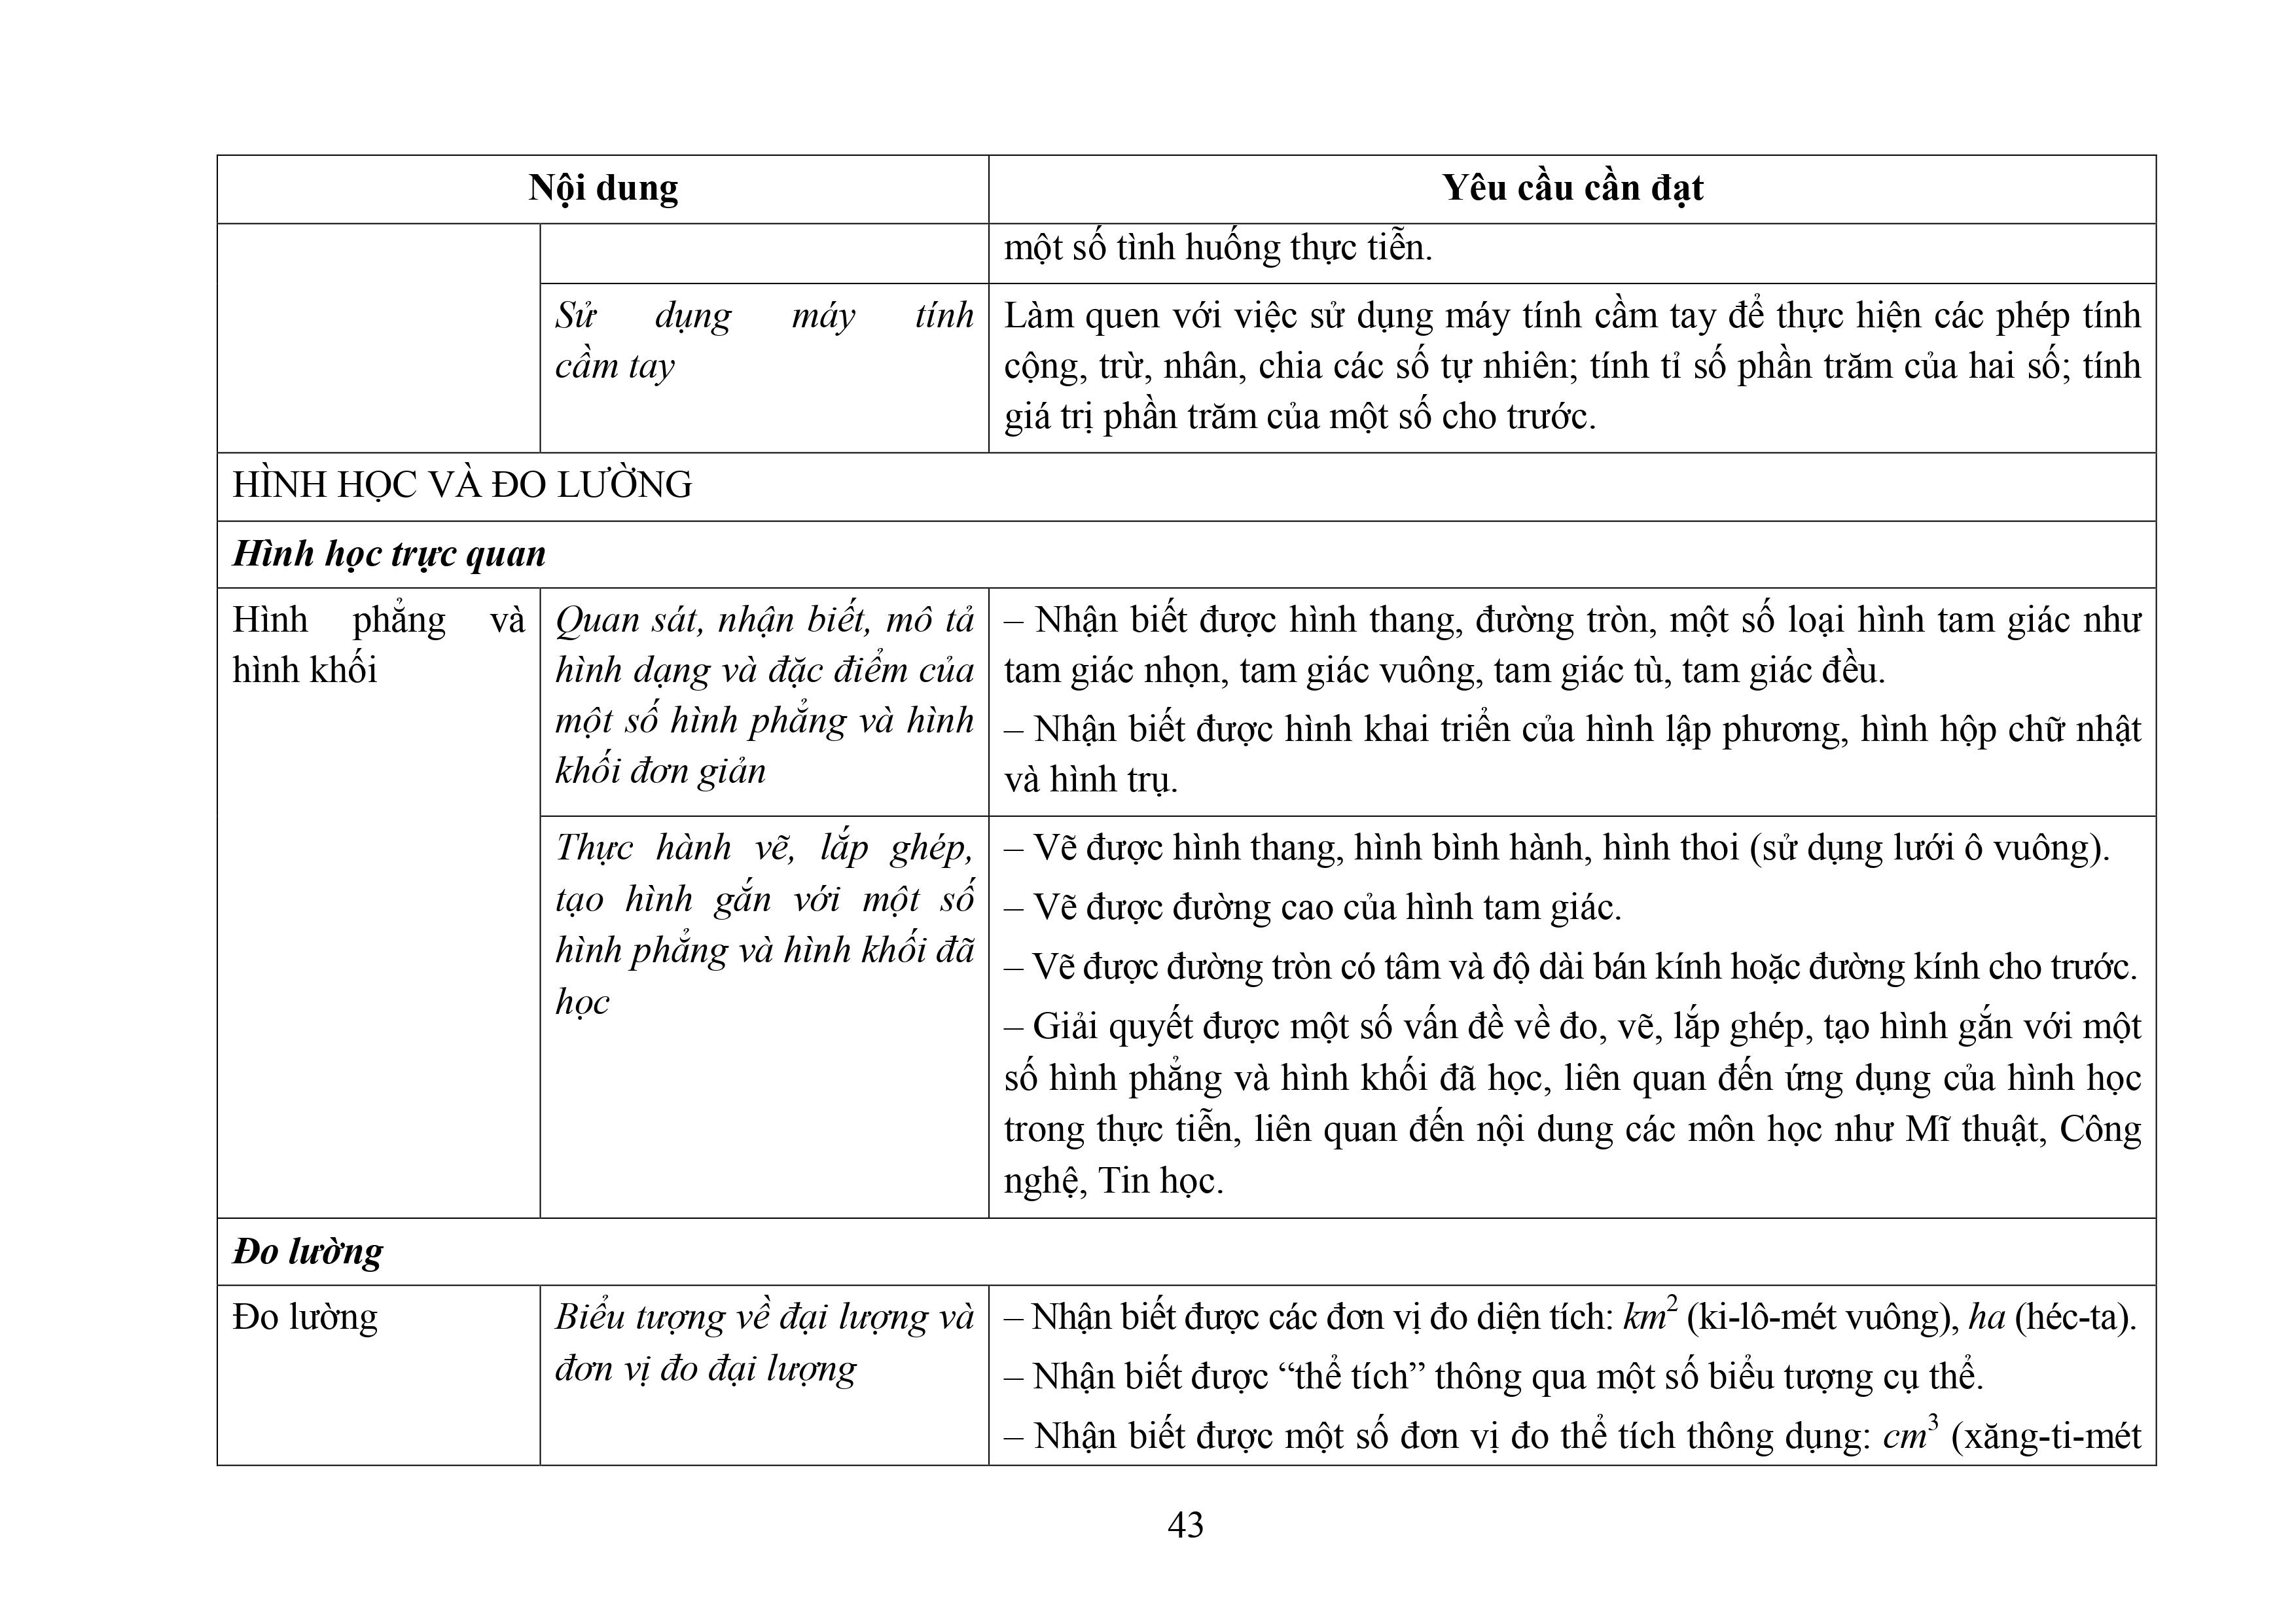 Nội dung
Yêu cầu cần đạt
một số tình huống thực tiễn.
Sử dụng máy tính
cầm tay
Làm quen với việc sử dụng máy tính cầm tay để thực hiện các phép tính
cộng, trừ, nhân, chia các số tự nhiên; tính tỉ số phần trăm của hai số; tính
giá trị phần trăm của một số cho trước.
HÌNH HỌC VÀ ĐO LƯỜNG
Hình học trực quan
Hình phẳng và
hình khối
Quan sát, nhận biết, mô tả
hình dạng và đặc điểm của
một số hình phẳng và hình
khối đơn giản
– Nhận biết được hình thang, đường tròn, một số loại hình tam giác như
tam giác nhọn, tam giác vuông, tam giác tù, tam giác đều.
– Nhận biết được hình khai triển của hình lập phương, hình hộp chữ nhật
và hình trụ.
Thực hành vẽ, lắp ghép,
tạo hình gắn với một số
hình phẳng và hình khối đã
học
– Vẽ được hình thang, hình bình hành, hình thoi (sử dụng lưới ô vuông).
– Vẽ được đường cao của hình tam giác.
– Vẽ được đường tròn có tâm và độ dài bán kính hoặc đường kính cho trước.
– Giải quyết được một số vấn đề về đo, vẽ, lắp ghép, tạo hình gắn với một
số hình phẳng và hình khối đã học, liên quan đến ứng dụng của hình học
trong thực tiễn, liên quan đến nội dung các môn học như Mĩ thuật, Công
nghệ, Tin học.
Đo lường
Đo lường
Biểu tượng về đại lượng và
đơn vị đo đại lượng
– Nhận biết được các đơn vị đo diện tích: km² (ki-lô-mét vuông), ha (héc-ta).
– Nhận biết được “thể tích” thông qua một số biểu tượng cụ thể.
– Nhận biết được một số đơn vị đo thể tích thông dụng: cm³ (xăng-ti-mét
43